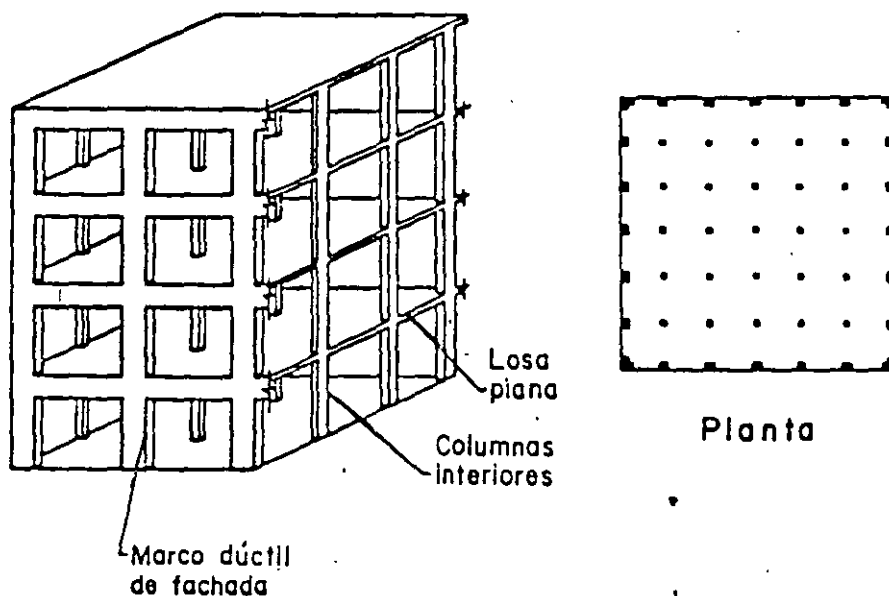 Losa
plana
Columnas
interiores
Planta
Marco dúctil
de fachada